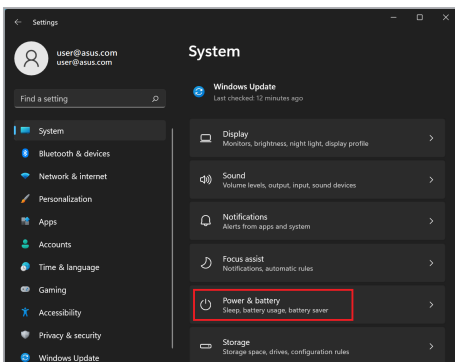 Settings
user@asus.com
user@asus.com
Find a setting
System
Bluetooth & devices
Network & internet
Personalization
Apps
Accounts
Time & language
Gaming
Accessibility
Privacy & security
Windows Update
System
Windows Update
Last checked: 12 minutes ago
Display
Monitors, brightness, night light, display profile
Sound
Volume levels, output, input, sound devices
Notifications
Alerts from apps and system
Focus assist
Notifications, automatic rules
Power & battery
Sleep, battery usage, battery saver
Storage
Storage space, drives, configuration rules